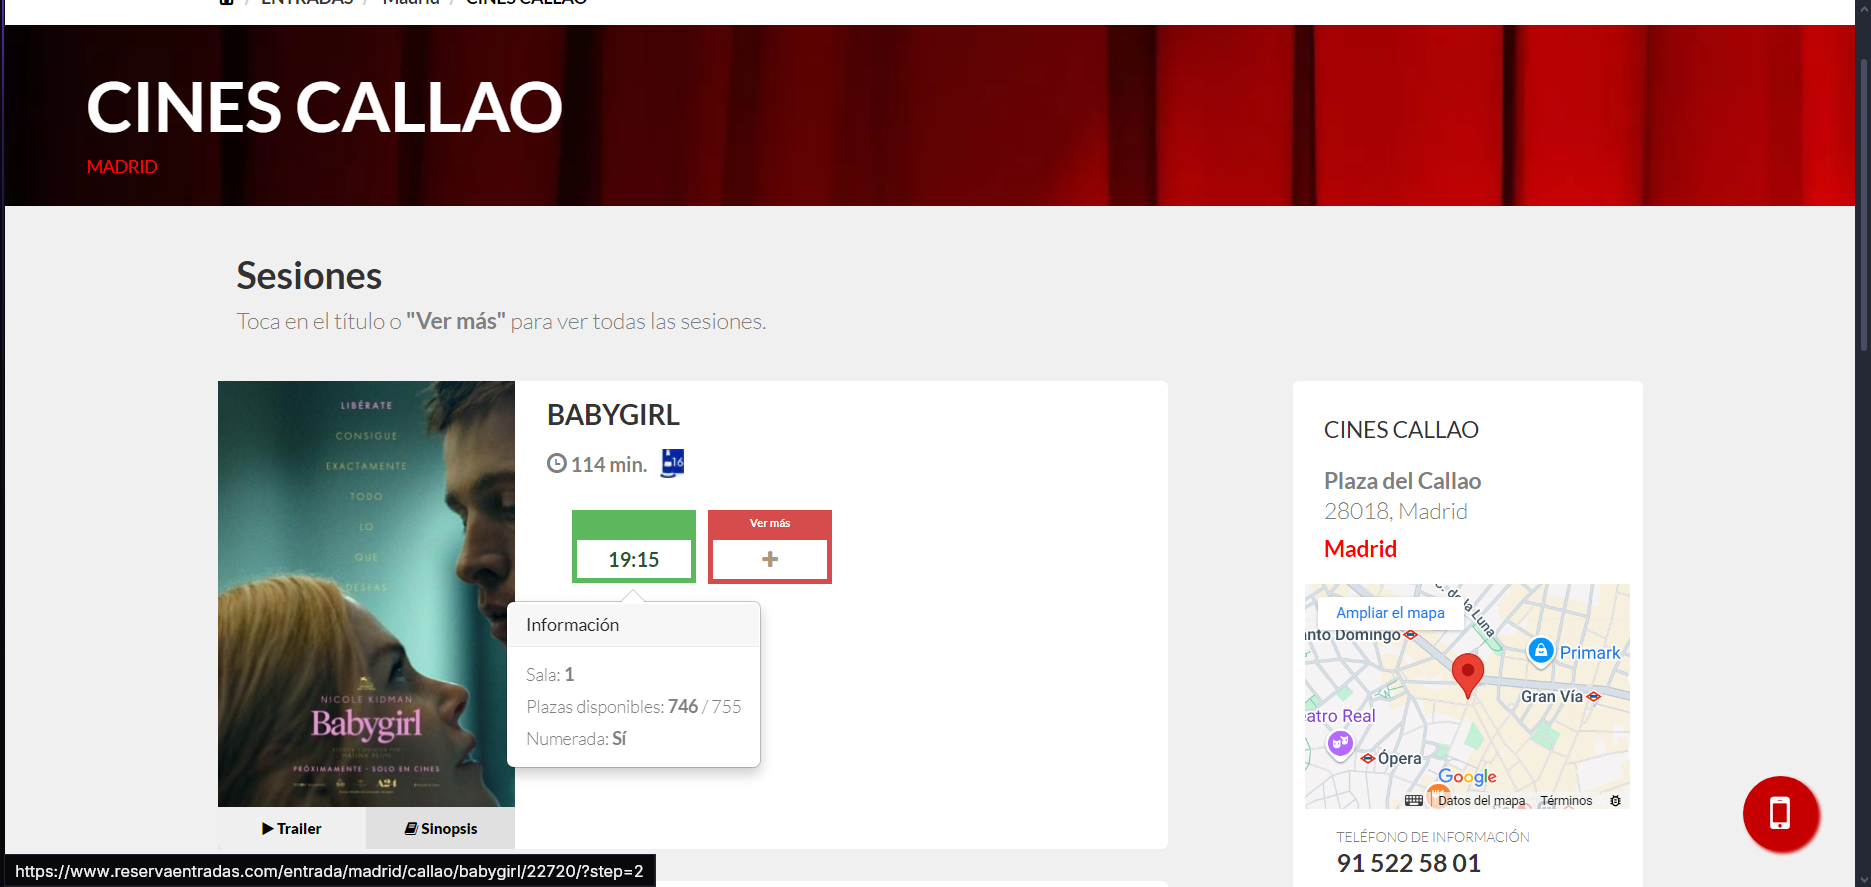 ENTRADAS / Madrid / CINES CALLAO
CINES CALLAO
MADRID
Sesiones
Toca en el título o "Ver más" para ver todas las sesiones.
LIBÉRATE
CONSIGUE
EXACTAMENTE
TODO
LO
QUE
DESEAS
NICOLE KIDMAN
Babygirl
PRÓXIMAMENTE - SOLO EN CINES
A24
Trailer
Sinopsis
BABYGIRL
114 min.
16
19:15
Ver más
+
Información
Sala: 1
Plazas disponibles: 746 / 755
Numerada: Sí
CINES CALLAO
Plaza del Callao
28018, Madrid
Madrid
Ampliar el mapa
C. de la Luna
anto Domingo
Primark
Gran Vía
eatro Real
Ópera
Google
Datos del mapa
Términos
TELÉFONO DE INFORMACIÓN
91 522 58 01
https://www.reservaentradas.com/entrada/madrid/callao/babygirl/22720/?step=2